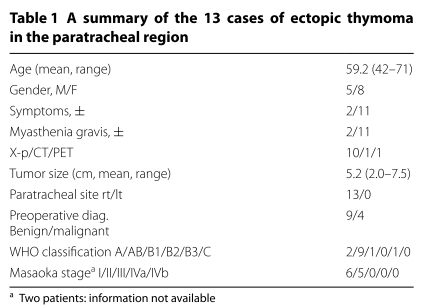 Table 1 A summary of the 13 cases of ectopic thymoma
in the paratracheal region
Age (mean, range) 59.2 (42–71)
Gender, M/F 5/8
Symptoms, ± 2/11
Myasthenia gravis, ± 2/11
X-p/CT/PET 10/1/1
Tumor size (cm, mean, range) 5.2 (2.0–7.5)
Paratracheal site rt/lt 13/0
Preoperative diag. 9/4
Benign/malignant
WHO classification A/AB/B1/B2/B3/C 2/9/1/0/1/0
Masaoka stageᵃ I/II/III/IVa/IVb 6/5/0/0/0
ᵃ Two patients: information not available